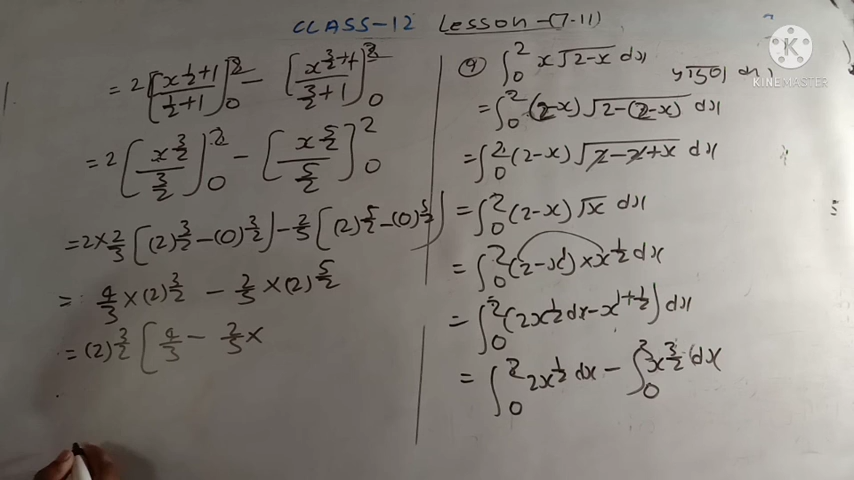 CLASS-12 Lesson-(7.11)
KINEMASTER
9) ∫₀² x√(2-x) dx
= ∫₀² (2-x) √(2-(2-x)) dx
= ∫₀² (2-x) √(2-2+x) dx
= ∫₀² (2-x) √x dx
= ∫₀² (2-x¹) × x^(1/2) dx
= ∫₀² (2x^(1/2) dx - x^(1+1/2)) dx
= ∫₀² 2x^(1/2) dx - ∫₀² x^(3/2) dx
= 2 [x^(1/2+1) / (1/2+1)]₀² - [x^(3/2+1) / (3/2+1)]₀²
= 2 [x^(3/2) / (3/2)]₀² - [x^(5/2) / (5/2)]₀²
= 2 × 2/3 [(2)^(3/2) - (0)^(3/2)] - 2/5 [(2)^(5/2) - (0)^(5/2)]
= 4/3 × (2)^(3/2) - 2/5 × (2)^(5/2)
= (2)^(3/2) [4/3 - 2/5 ×